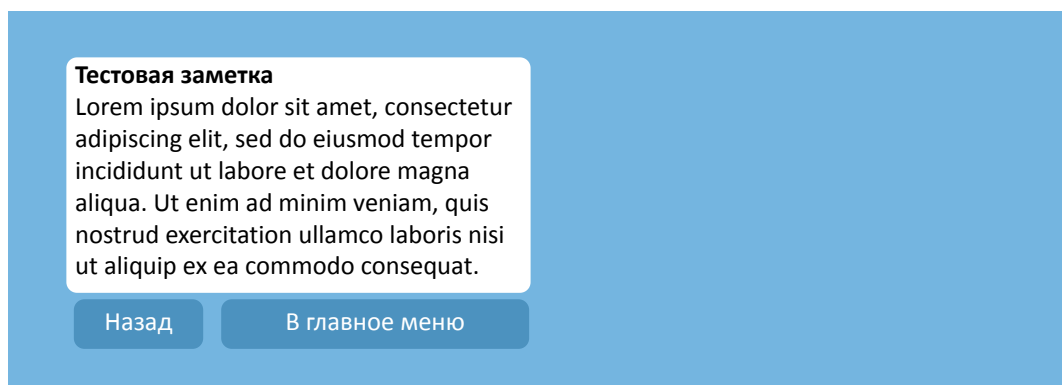 Тестовая заметка
Lorem ipsum dolor sit amet, consectetur
adipiscing elit, sed do eiusmod tempor
incididunt ut labore et dolore magna
aliqua. Ut enim ad minim veniam, quis
nostrud exercitation ullamco laboris nisi
ut aliquip ex ea commodo consequat.
Назад
В главное меню